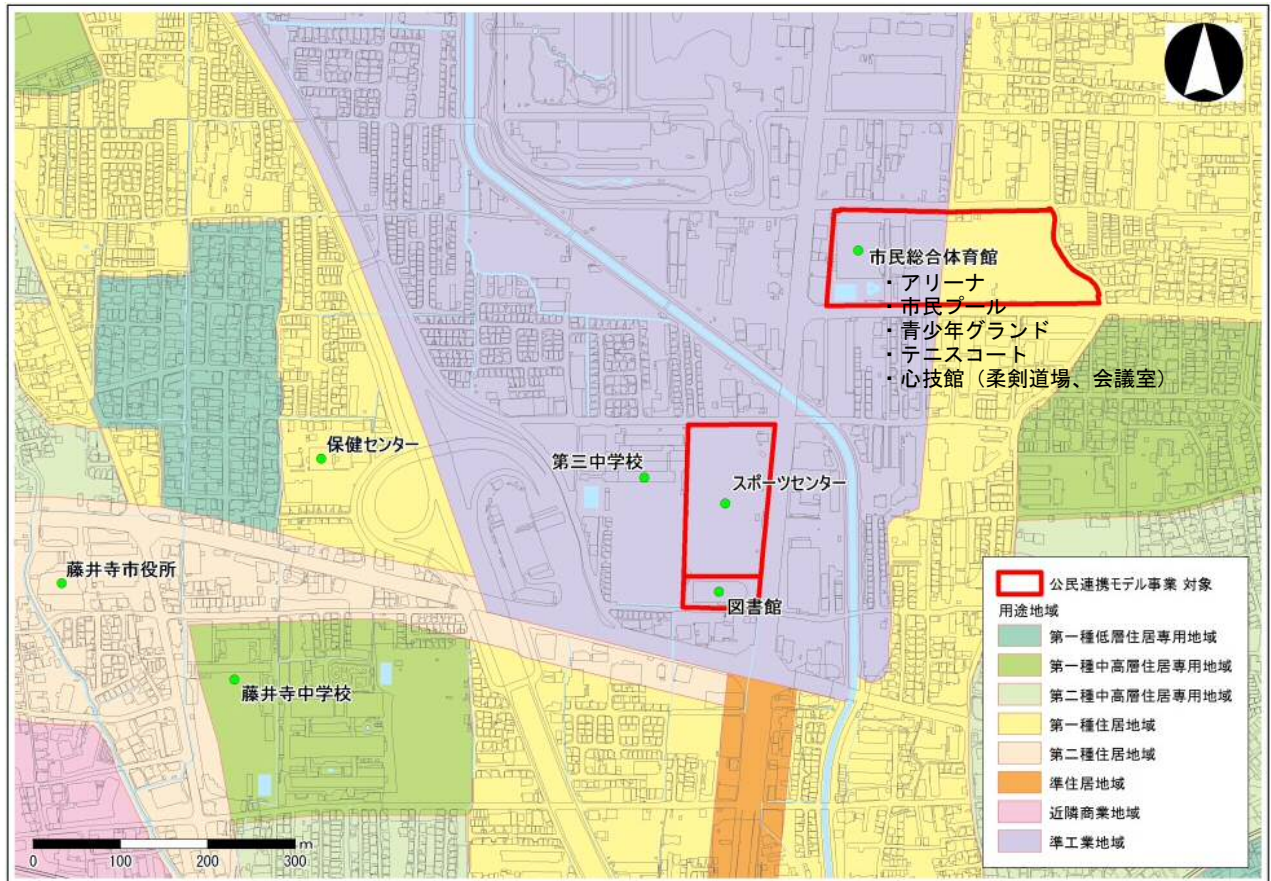 市民総合体育館
・アリーナ
・市民プール
・青少年グランド
・テニスコート
・心技館（柔剣道場、会議室）
保健センター
第三中学校
スポーツセンター
藤井寺市役所
図書館
藤井寺中学校
公民連携モデル事業 対象
用途地域
第一種低層住居専用地域
第一種中高層住居専用地域
第二種中高層住居専用地域
第一種住居地域
第二種住居地域
準住居地域
近隣商業地域
準工業地域
0 100 200 300 m